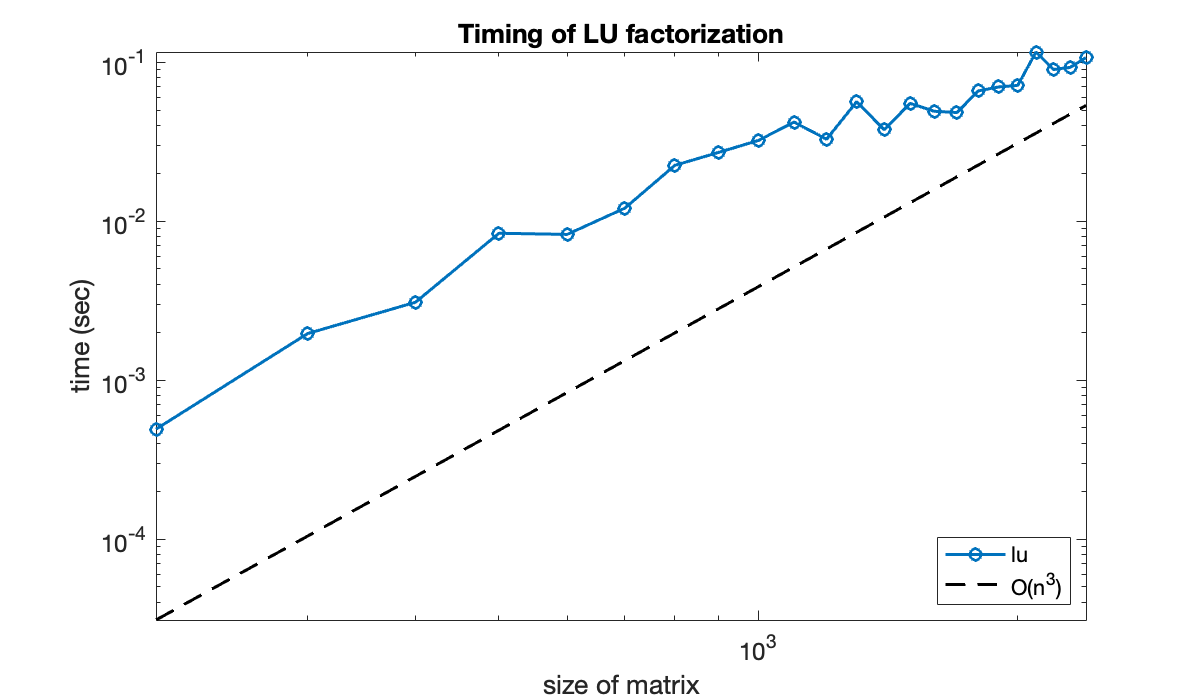 Timing of LU factorization
10^-1
10^-2
10^-3
10^-4
time (sec)
10^3
size of matrix
lu
O(n^3)